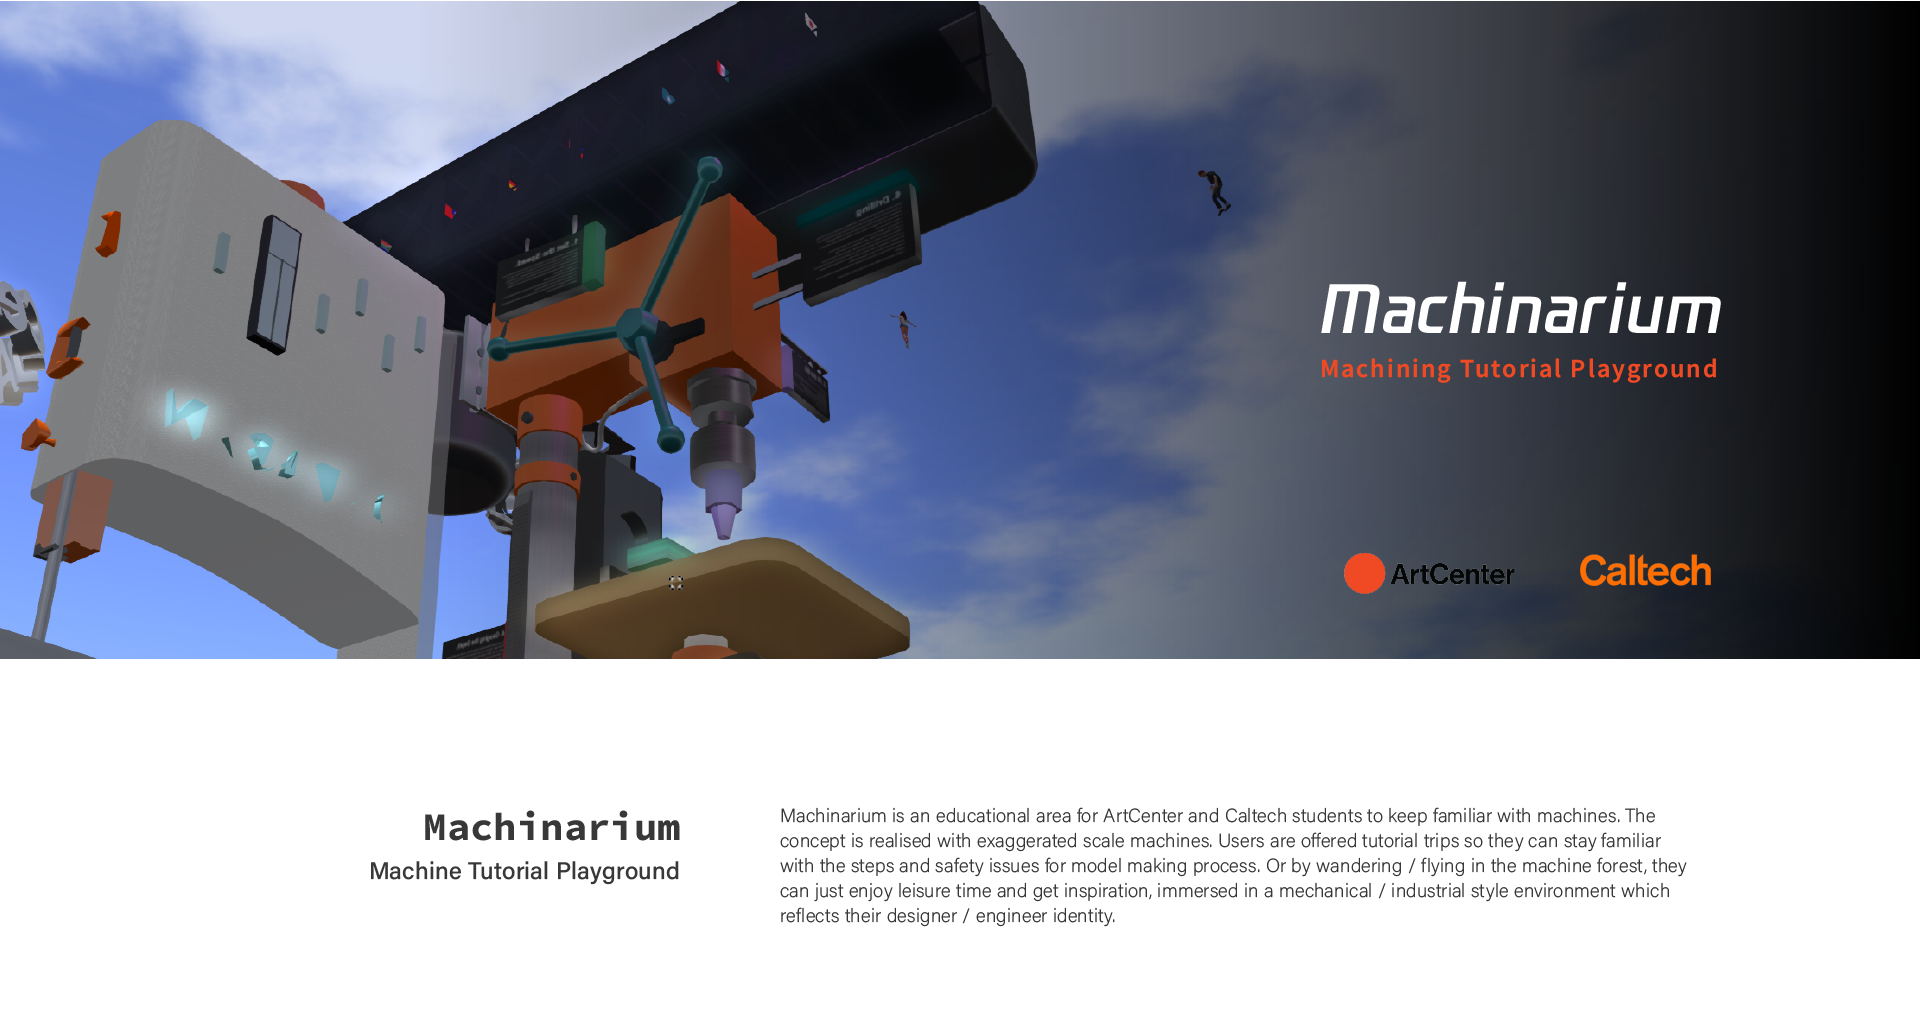 Machinarium
Machining Tutorial Playground
ArtCenter
Caltech
Machinarium
Machine Tutorial Playground
Machinarium is an educational area for ArtCenter and Caltech students to keep familiar with machines. The
concept is realised with exaggerated scale machines. Users are offered tutorial trips so they can stay familiar
with the steps and safety issues for model making process. Or by wandering / flying in the machine forest, they
can just enjoy leisure time and get inspiration, immersed in a mechanical / industrial style environment which
reflects their designer / engineer identity.